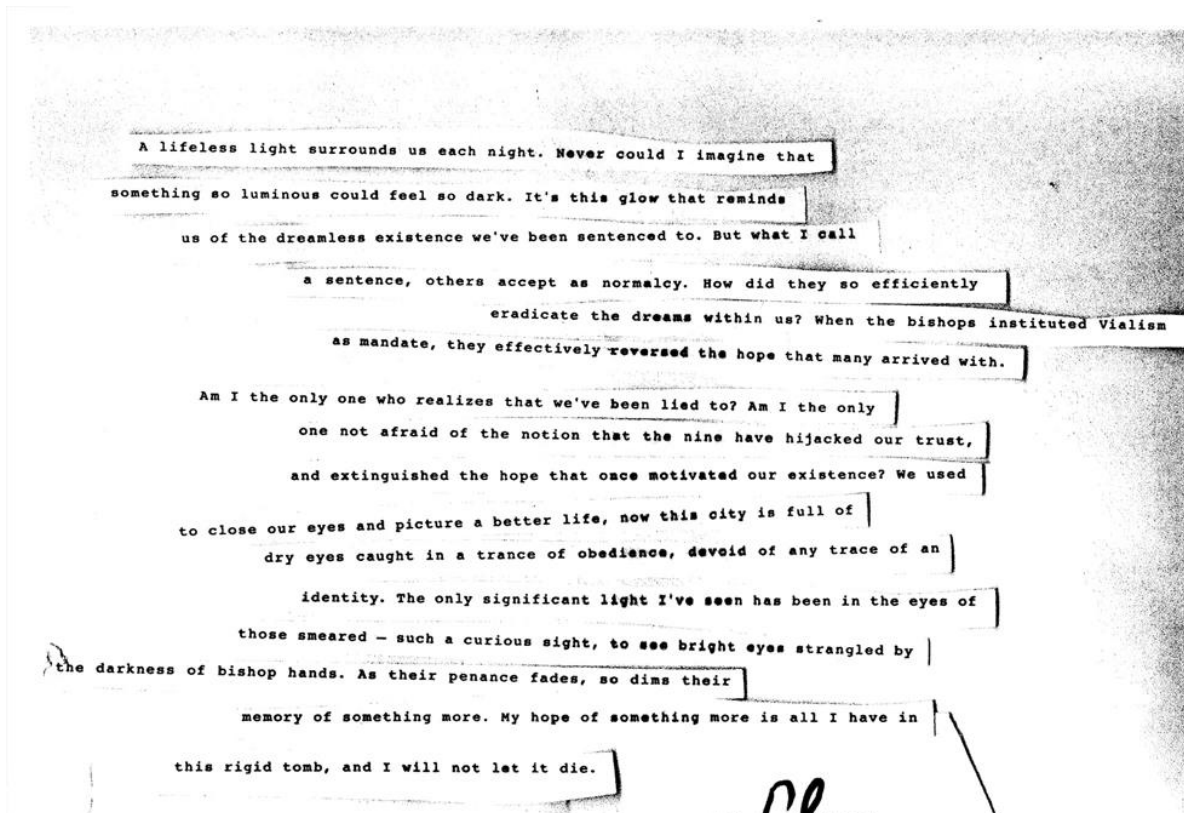 A lifeless light surrounds us each night. Never could I imagine that
something so luminous could feel so dark. It's this glow that reminds
us of the dreamless existence we've been sentenced to. But what I call
a sentence, others accept as normalcy. How did they so efficiently
eradicate the dreams within us? When the bishops instituted Vialism
as mandate, they effectively reversed the hope that many arrived with.
Am I the only one who realizes that we've been lied to? Am I the only
one not afraid of the notion that the nine have hijacked our trust,
and extinguished the hope that once motivated our existence? We used
to close our eyes and picture a better life, now this city is full of
dry eyes caught in a trance of obedience, devoid of any trace of an
identity. The only significant light I've seen has been in the eyes of
those smeared — such a curious sight, to see bright eyes strangled by
the darkness of bishop hands. As their penance fades, so dims their
memory of something more. My hope of something more is all I have in
this rigid tomb, and I will not let it die.